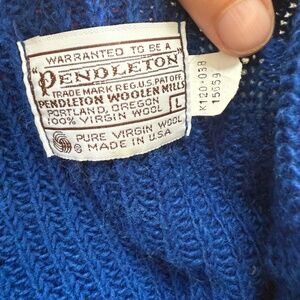 WARRANTED TO BE A
"PENDLETON"
TRADE MARK REG. U.S. PAT. OFF.
PENDLETON WOOLEN MILLS
PORTLAND, OREGON
100% VIRGIN WOOL
L
PURE VIRGIN WOOL
MADE IN U.S.A.
K120-038
15659